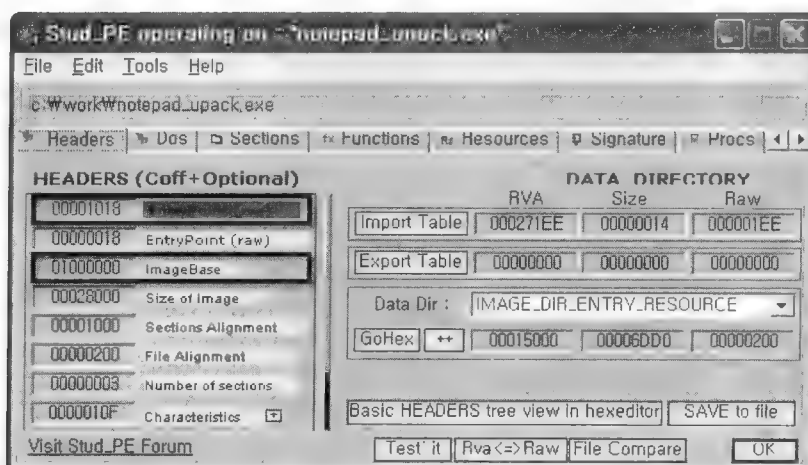 Stud_PE operating on - "notepad_upack.exe"
File Edit Tools Help
c:₩work₩notepad_upack.exe
Headers Dos Sections fx Functions Rs Resources Signature Procs
HEADERS (Coff+Optional)
00001018
00000018 EntryPoint (raw)
01000000 ImageBase
00028000 Size of Image
00001000 Sections Alignment
00000200 File Alignment
00000003 Number of sections
0000010F Characteristics +
Visit Stud_PE Forum
DATA DIRECTORY
RVA Size Raw
Import Table 000271EE 00000014 000001EE
Export Table 00000000 00000000 00000000
Data Dir : IMAGE_DIR_ENTRY_RESOURCE
GoHex ++ 00015000 00006DD0 00000200
Basic HEADERS tree view in hexeditor SAVE to file
Test' it Rva<=>Raw File Compare OK